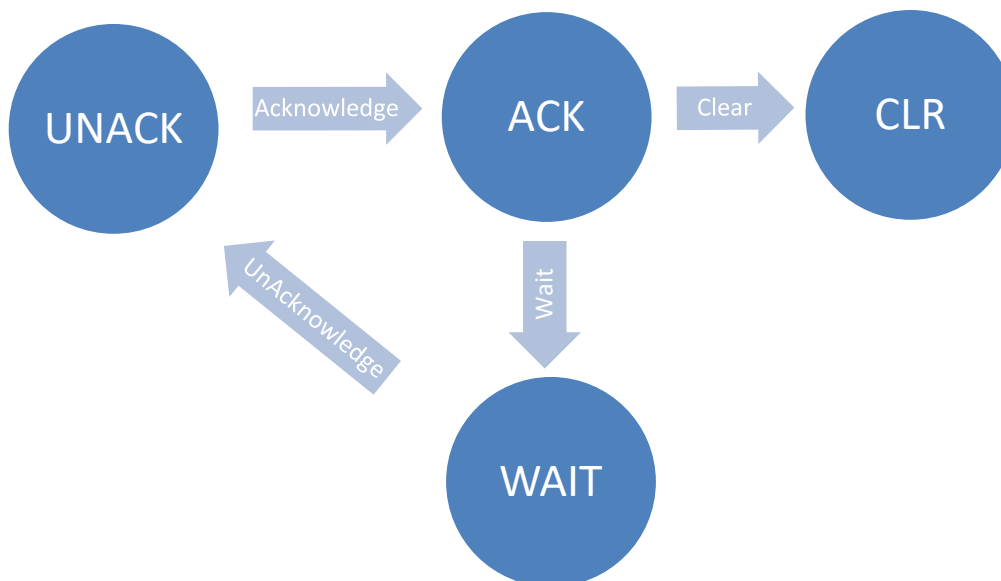 UNACK
Acknowledge
ACK
Clear
CLR
UnAcknowledge
Wait
WAIT